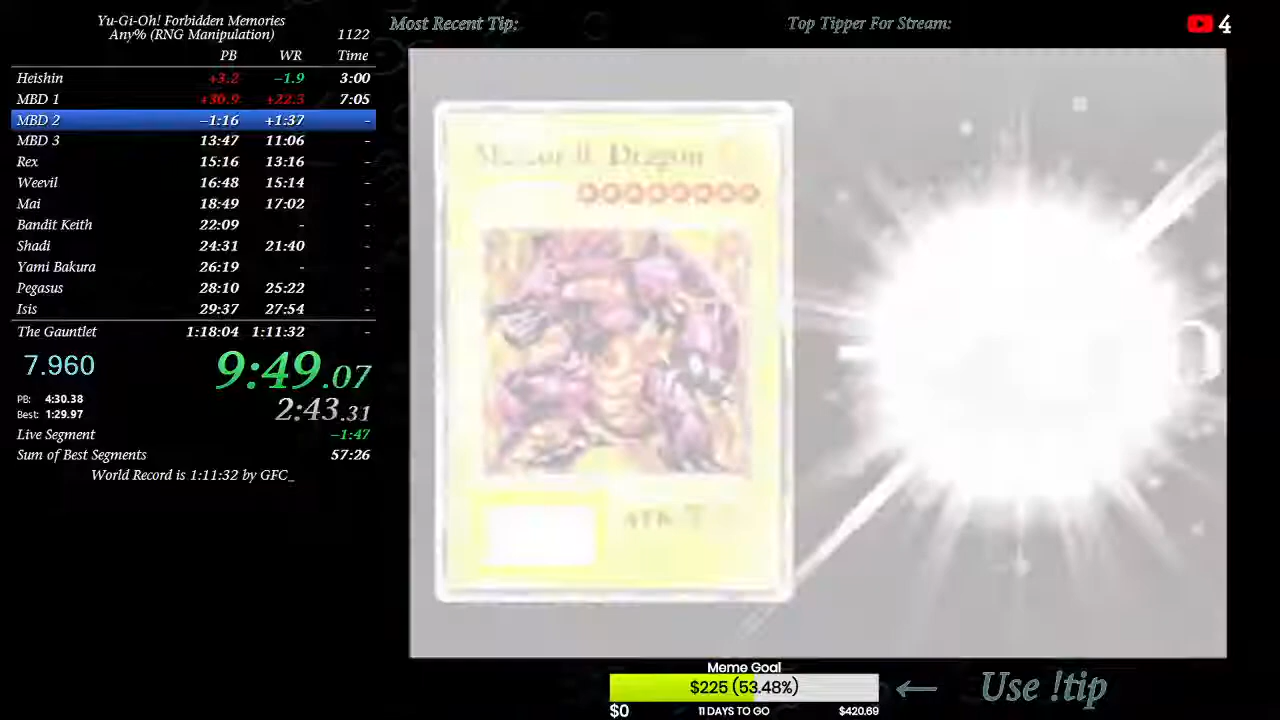 Yu-Gi-Oh! Forbidden Memories
Any% (RNG Manipulation) 1122
PB WR Time
Heishin +3.2 −1.9 3:00
MBD 1 +30.9 +22.3 7:05
MBD 2 −1:16 +1:37 -
MBD 3 13:47 11:06 -
Rex 15:16 13:16 -
Weevil 16:48 15:14 -
Mai 18:49 17:02 -
Bandit Keith 22:09 - -
Shadi 24:31 21:40 -
Yami Bakura 26:19 - -
Pegasus 28:10 25:22 -
Isis 29:37 27:54 -
The Gauntlet 1:18:04 1:11:32 -
7.960 9:49.07
PB: 4:30.38
Best: 1:29.97
2:43.31
Live Segment −1:47
Sum of Best Segments 57:26
World Record is 1:11:32 by GFC_
Most Recent Tip: Top Tipper For Stream: 4
Dragon
ATK
Meme Goal
$225 (53.48%)
$0 11 DAYS TO GO $420.69
← Use !tip